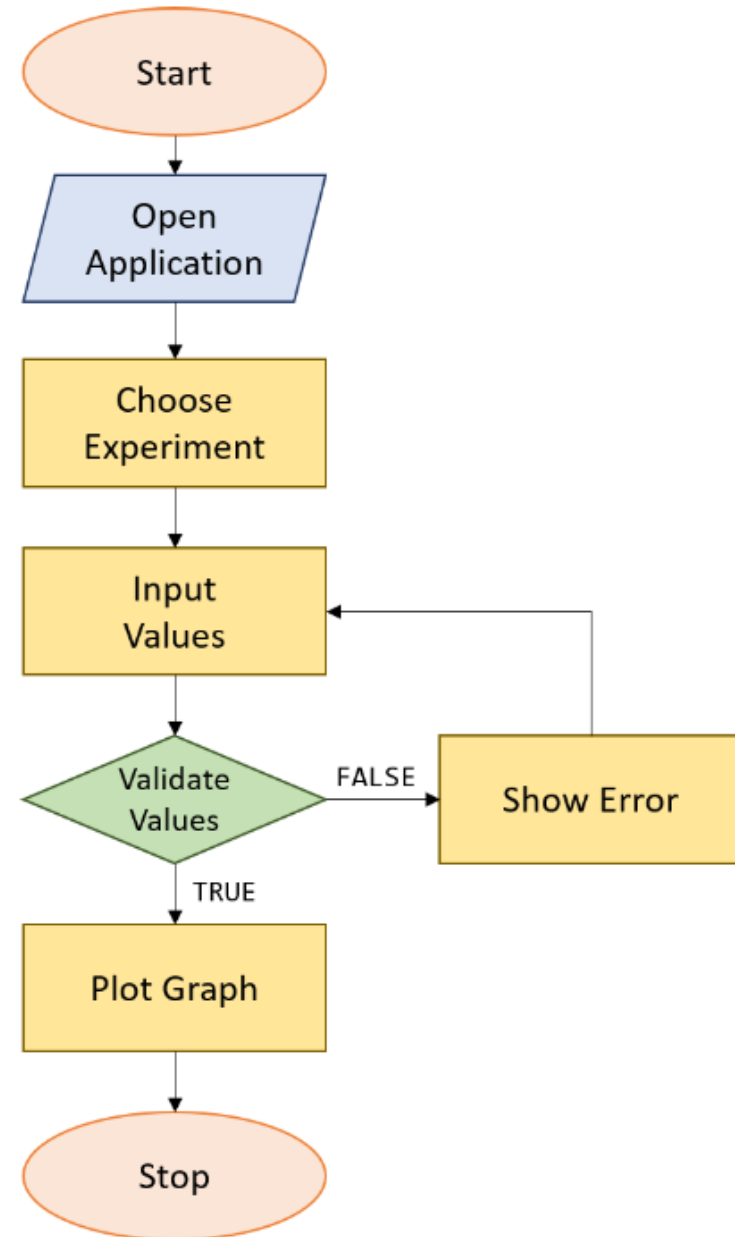 Start
Open
Application
Choose
Experiment
Input
Values
Validate
Values
FALSE
Show Error
TRUE
Plot Graph
Stop